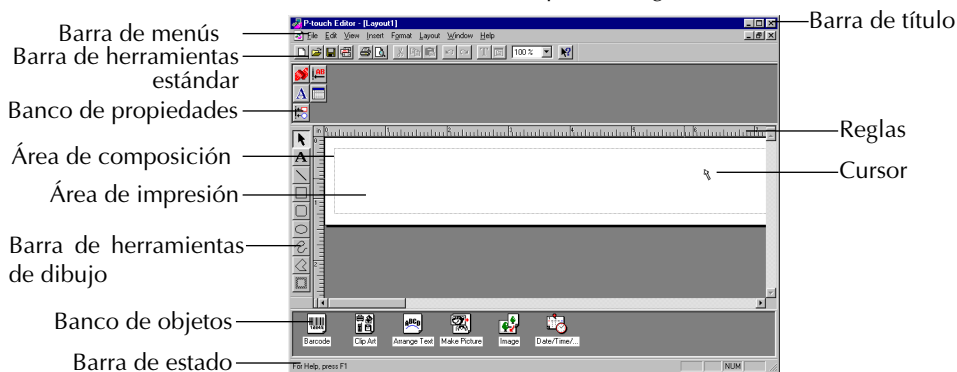 P-touch Editor - [Layout1]
Barra de título
Barra de menús
File Edit View Insert Format Layout Window Help
Barra de herramientas
estándar
100 %
Banco de propiedades
Reglas
Área de composición
Cursor
Área de impresión
Barra de herramientas
de dibujo
Banco de objetos
Barcode Clip Art Arrange Text Make Picture Image Date/Time/...
Barra de estado
For Help, press F1 NUM